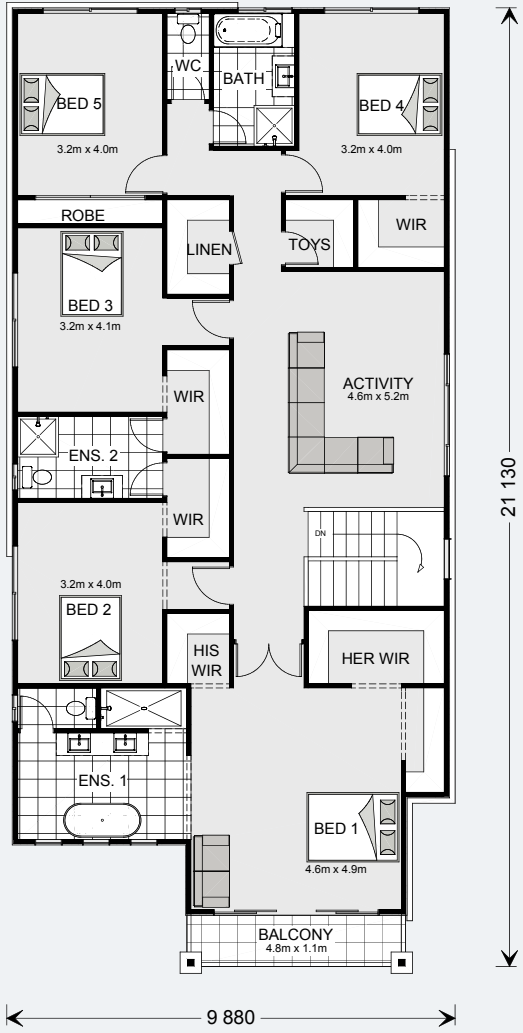 WC
BATH
BED 5
3.2m x 4.0m
BED 4
3.2m x 4.0m
ROBE
LINEN
TOYS
WIR
BED 3
3.2m x 4.1m
WIR
ACTIVITY
4.6m x 5.2m
ENS. 2
WIR
21 130
DN
3.2m x 4.0m
BED 2
HIS
WIR
HER WIR
ENS. 1
BED 1
4.6m x 4.9m
BALCONY
4.8m x 1.1m
9 880